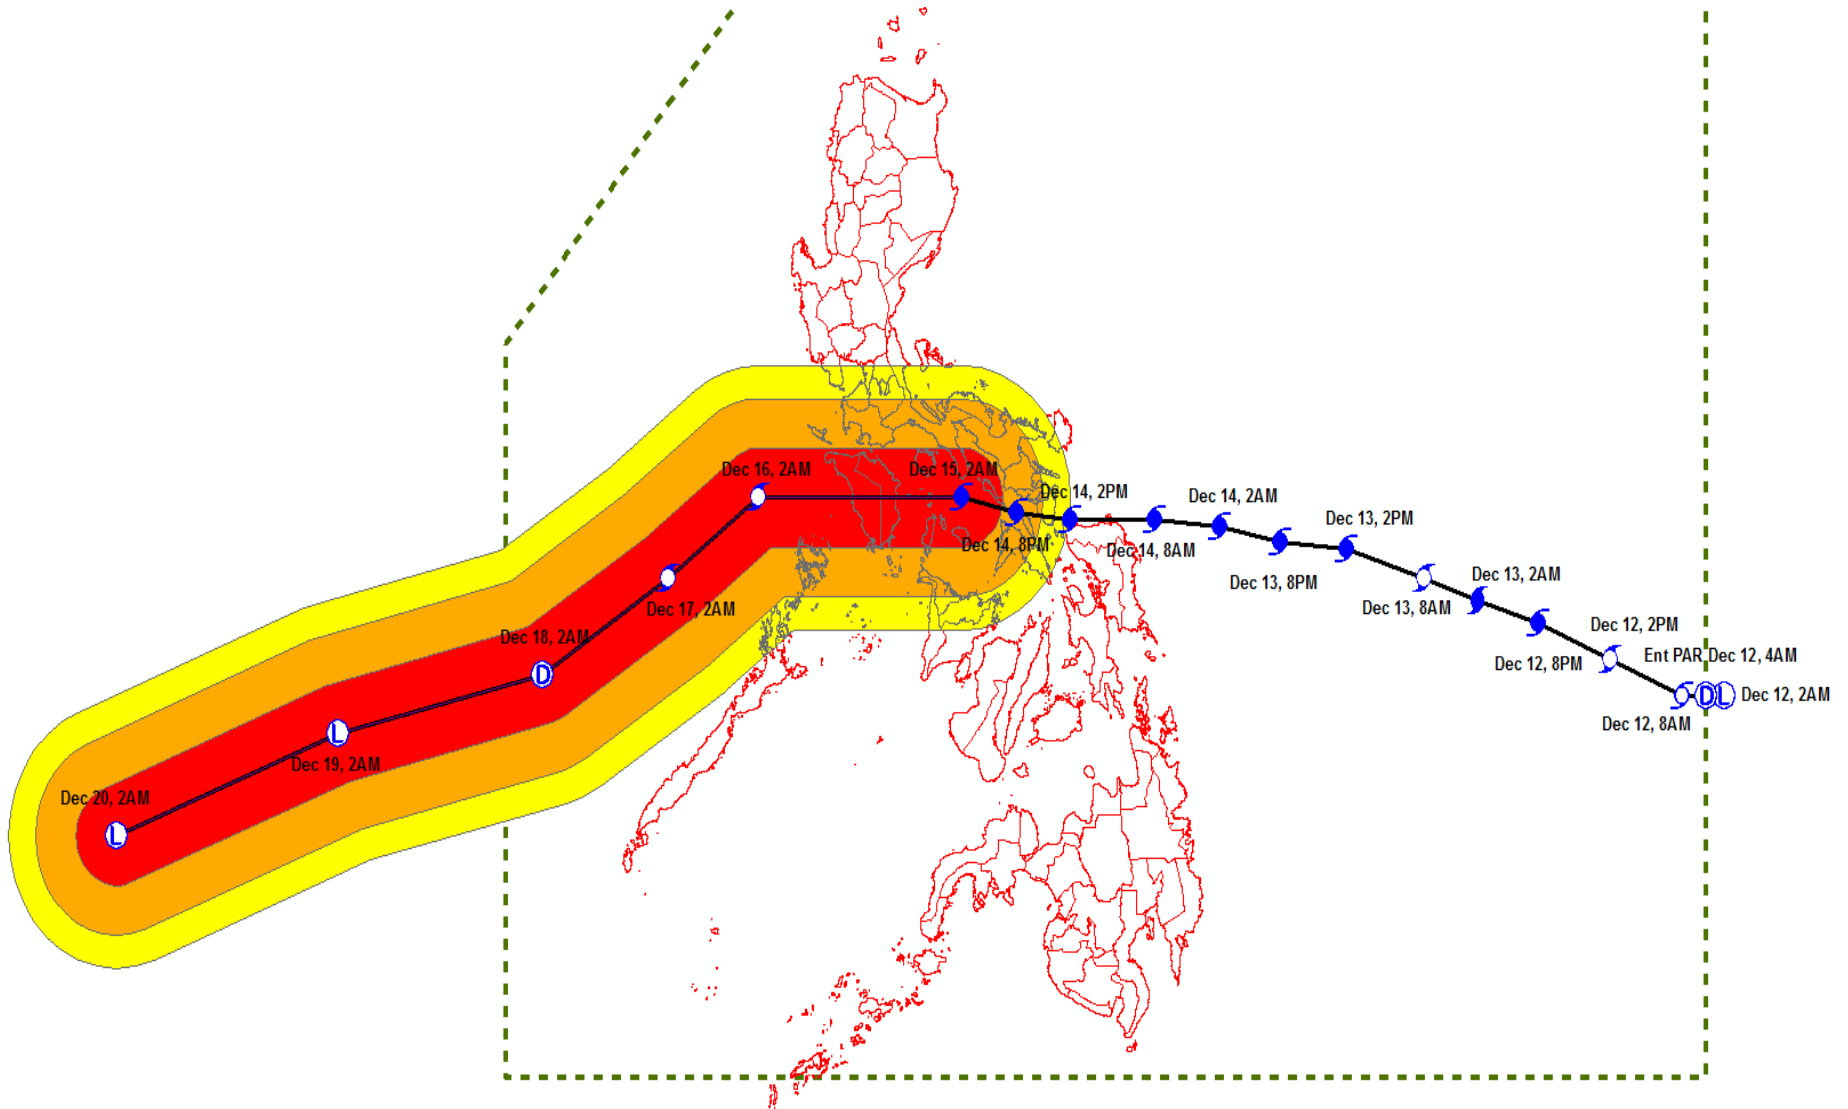 Dec 16, 2AM
Dec 15, 2AM
Dec 14, 2PM
Dec 14, 2AM
Dec 13, 2PM
Dec 14, 8PM
Dec 14, 8AM
Dec 13, 8PM
Dec 13, 2AM
Dec 17, 2AM
Dec 13, 8AM
Dec 18, 2AM
Dec 12, 2PM
Dec 12, 8PM
Ent PAR Dec 12, 4AM
D
D
L
Dec 12, 2AM
Dec 12, 8AM
L
Dec 19, 2AM
Dec 20, 2AM
L